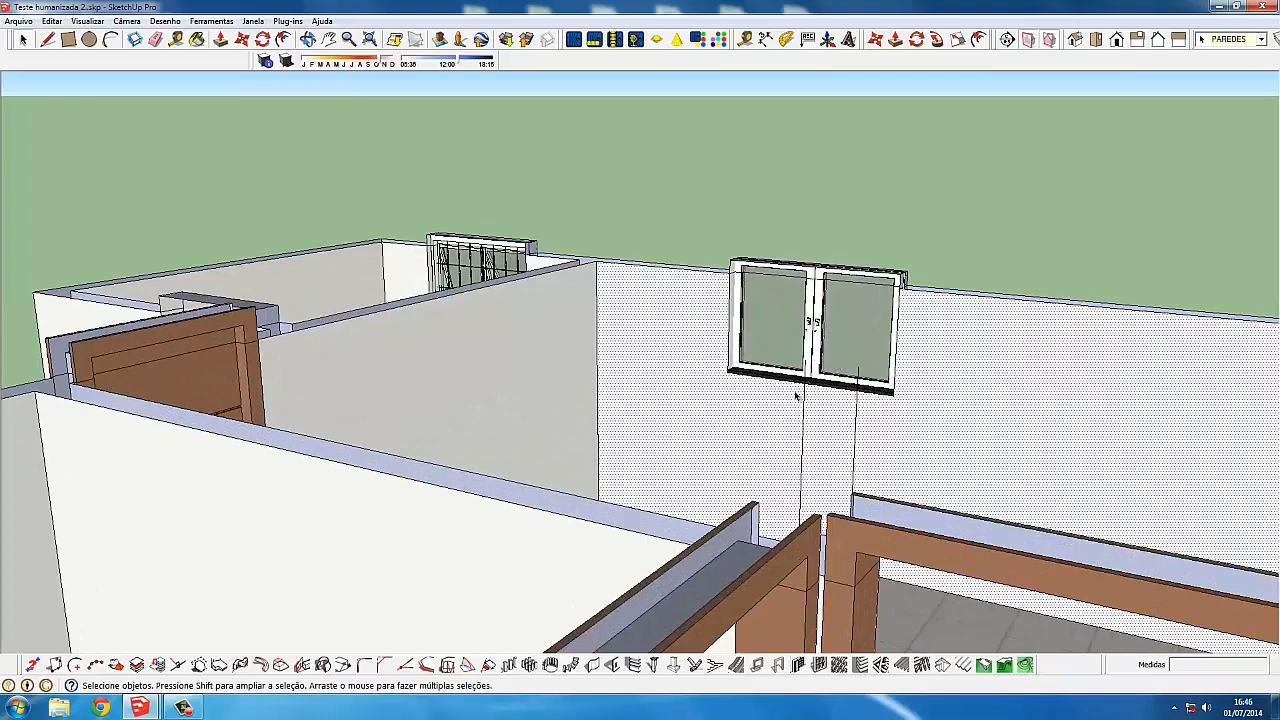 Teste humanizada 2.skp - SketchUp Pro
Arquivo Editar Visualizar Câmera Desenho Ferramentas Janela Plug-ins Ajuda
PAREDES
J F M A M J J A S O N D 05:36 12:00 18:15
Medidas
Selecione objetos. Pressione Shift para ampliar a seleção. Arraste o mouse para fazer múltiplas seleções.
16:46
01/07/2014